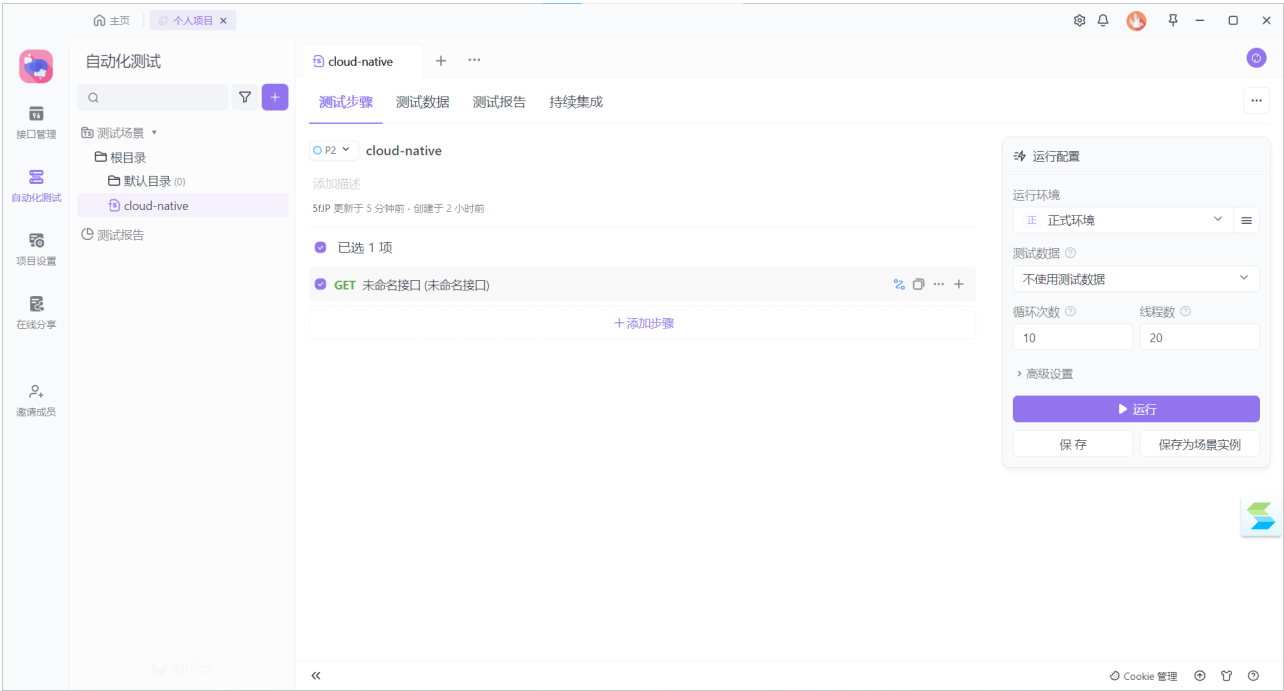 主页
个人项目
自动化测试
cloud-native
接口管理
自动化测试
项目设置
在线分享
邀请成员
测试场景
根目录
默认目录 (0)
cloud-native
测试报告
Apifox
测试步骤 测试数据 测试报告 持续集成
P2 cloud-native
添加描述
5fJP 更新于 5 分钟前 · 创建于 2 小时前
已选 1 项
GET 未命名接口 (未命名接口)
添加步骤
运行配置
运行环境
正 正式环境
测试数据
不使用测试数据
循环次数 线程数
10 20
高级设置
运行
保 存 保存为场景实例
Cookie 管理